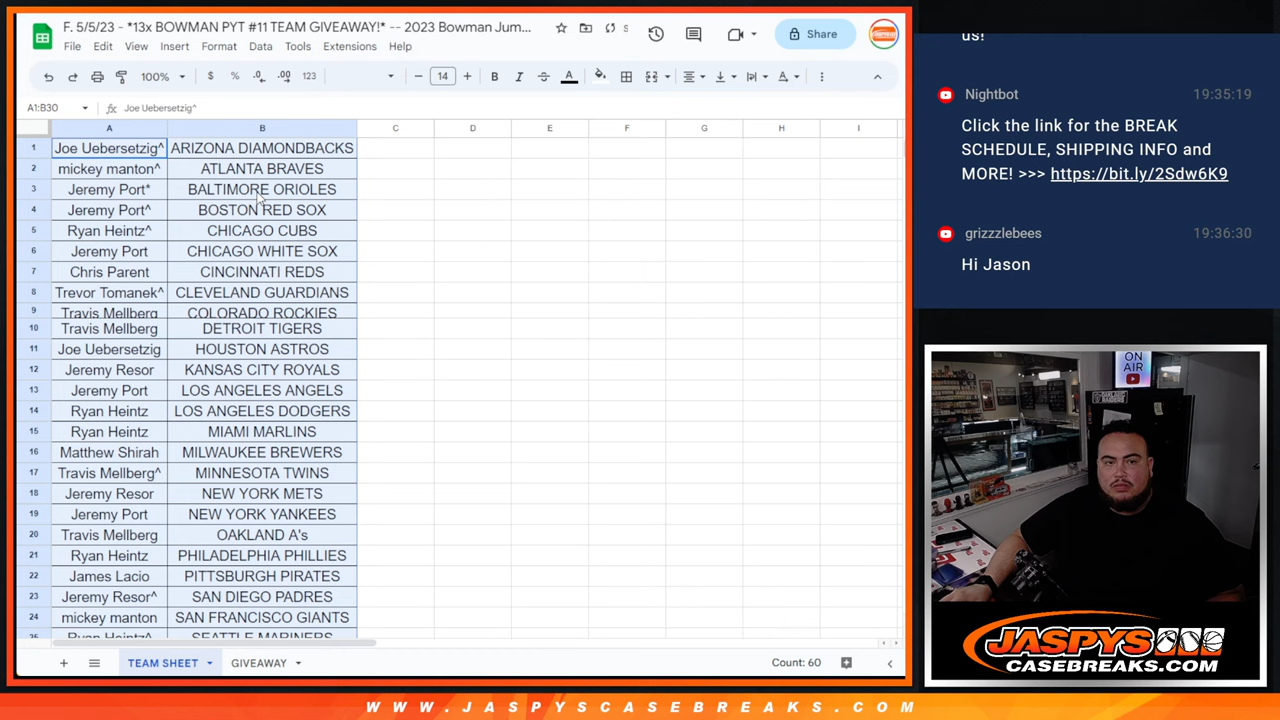 F. 5/5/23 - *13x BOWMAN PYT #11 TEAM GIVEAWAY!* -- 2023 Bowman Jum...
File Edit View Insert Format Data Tools Extensions Help
Share
100% $ % .0 .00 123 14 B I A
A1:B30 fx Joe Uebersetzig^
A B C D E F G H I
1 Joe Uebersetzig^ ARIZONA DIAMONDBACKS
2 mickey manton^ ATLANTA BRAVES
3 Jeremy Port* BALTIMORE ORIOLES
4 Jeremy Port^ BOSTON RED SOX
5 Ryan Heintz^ CHICAGO CUBS
6 Jeremy Port CHICAGO WHITE SOX
7 Chris Parent CINCINNATI REDS
8 Trevor Tomanek^ CLEVELAND GUARDIANS
9 Travis Mellberg COLORADO ROCKIES
10 Travis Mellberg DETROIT TIGERS
11 Joe Uebersetzig HOUSTON ASTROS
12 Jeremy Resor KANSAS CITY ROYALS
13 Jeremy Port LOS ANGELES ANGELS
14 Ryan Heintz LOS ANGELES DODGERS
15 Ryan Heintz MIAMI MARLINS
16 Matthew Shirah MILWAUKEE BREWERS
17 Travis Mellberg^ MINNESOTA TWINS
18 Jeremy Resor NEW YORK METS
19 Jeremy Port NEW YORK YANKEES
20 Travis Mellberg OAKLAND A's
21 Ryan Heintz PHILADELPHIA PHILLIES
22 James Lacio PITTSBURGH PIRATES
23 Jeremy Resor^ SAN DIEGO PADRES
24 mickey manton SAN FRANCISCO GIANTS
25 Ryan Heintz^ SEATTLE MARINERS
TEAM SHEET GIVEAWAY Count: 60
us!
Nightbot 19:35:19
Click the link for the BREAK
SCHEDULE, SHIPPING INFO and
MORE! >>> https://bit.ly/2Sdw6K9
grizzzlebees 19:36:30
Hi Jason
ON
AIR
JASPYS
CASEBREAKS.COM
WWW.JASPYSCASEBREAKS.COM